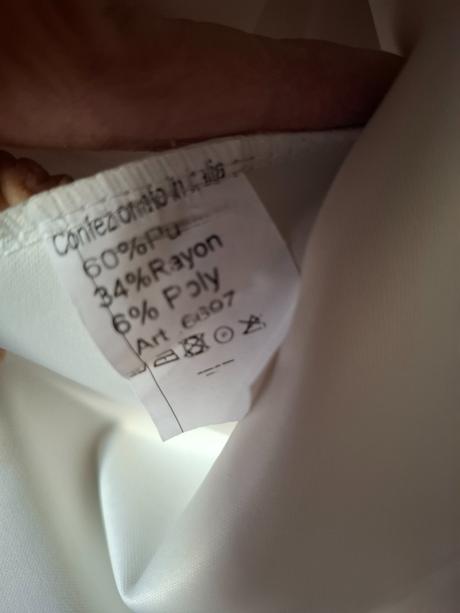 Confezionato in Italia
60%Pu
34%Rayon
6% Poly
Art 6307